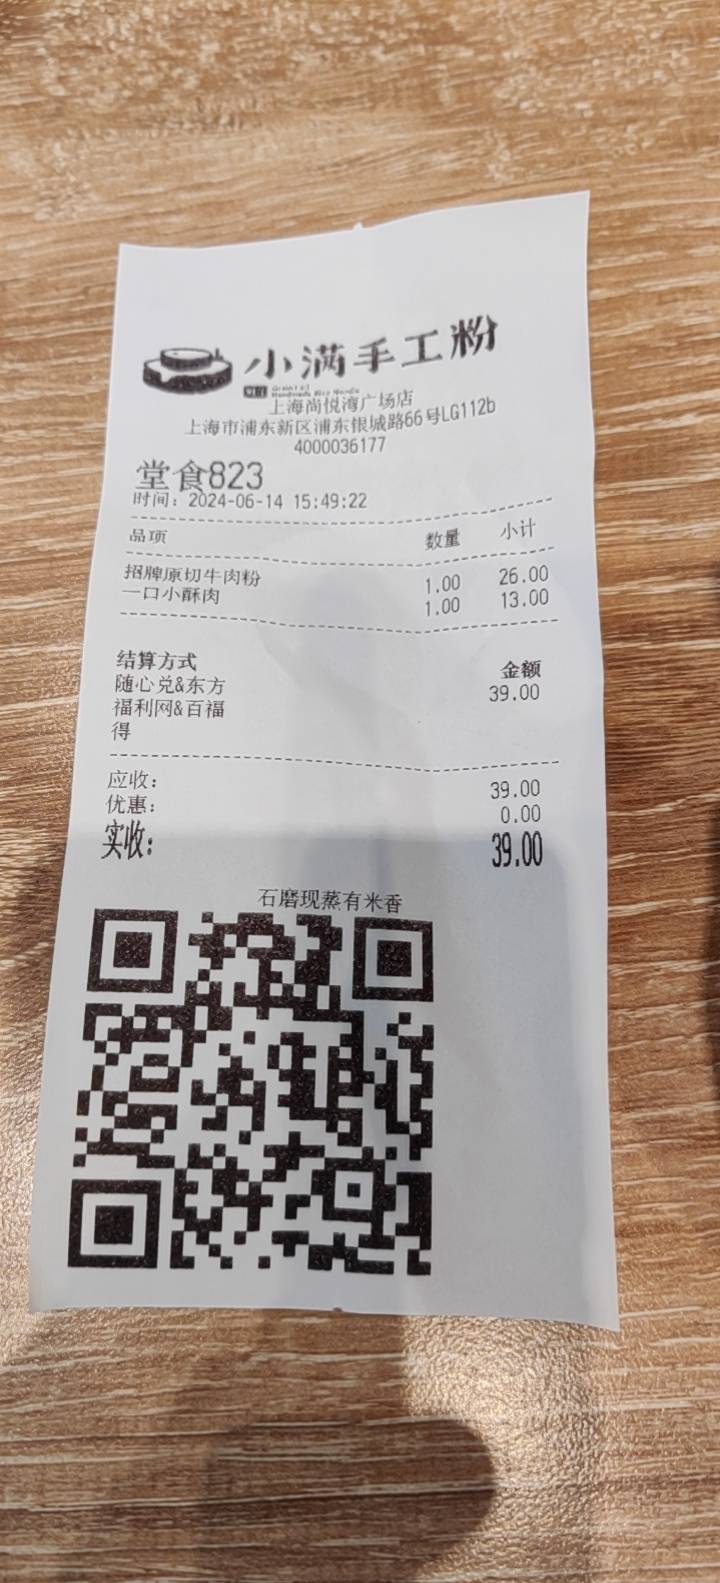 小满手工粉
Handmade Rice Noodle
上海尚悦湾广场店
上海市浦东新区浦东银城路66号LG112b
4000036177
堂食823
时间：2024-06-14 15:49:22
品项 数量 小计
招牌原切牛肉粉 1.00 26.00
一口小酥肉 1.00 13.00
结算方式 金额
随心兑&东方 39.00
福利网&百福
得
应收： 39.00
优惠： 0.00
实收： 39.00
石磨现蒸有米香